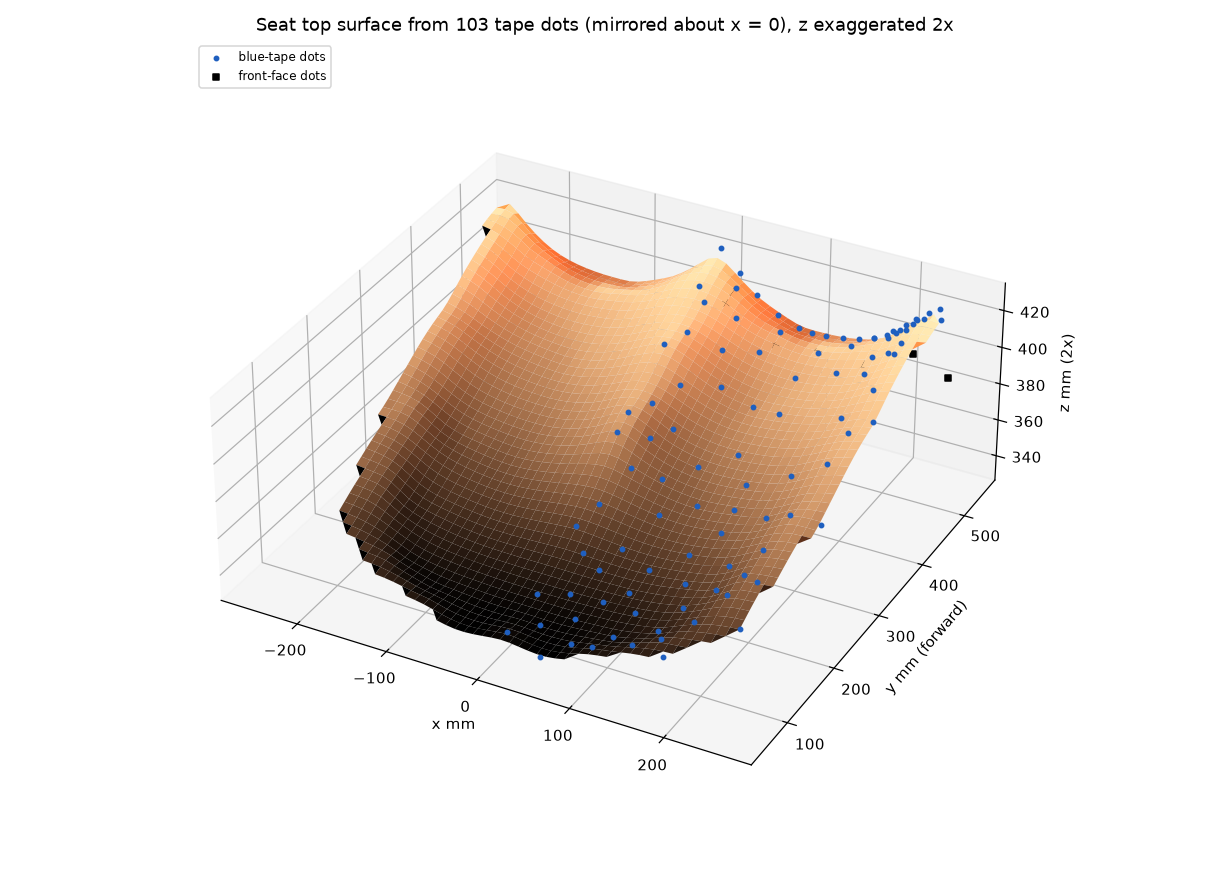 Seat top surface from 103 tape dots (mirrored about x = 0), z exaggerated 2x
blue-tape dots
front-face dots
420
400
380
360
340
z mm (2x)
500
400
300
200
100
y mm (forward)
−200
−100
0
100
200
x mm